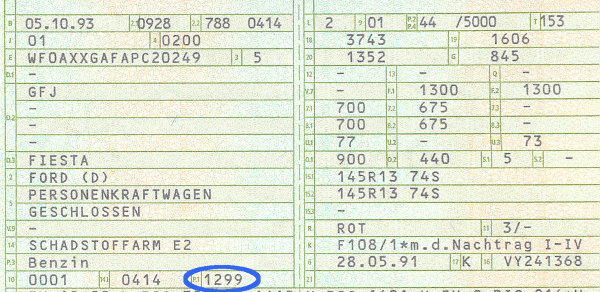 B 05.10.93 2.1 0928 2.2 788 0414
J 01 4 0200
E WF0AXXGAFAPC20249 3 5
D.1 -
GFJ
D.2 -
-
-
D.3 FIESTA
2 FORD (D)
5 PERSONENKRAFTWAGEN
GESCHLOSSEN
V.9 -
14 SCHADSTOFFARM E2
P.3 Benzin
10 0001 14.1 0414 P.1 1299
L 2 9 01 P.2 P.4 44 /5000 T 153
18 3743 19 1606
20 1352 G 845
12 - 13 - Q -
V.7 - F.1 1300 F.2 1300
7.1 700 7.2 675 7.3 -
8.1 700 8.2 675 8.3 -
U.1 77 U.2 - U.3 73
O.1 900 O.2 440 S.1 5 S.2 -
15.1 145R13 74S
15.2 145R13 74S
15.3 -
R ROT 11 3/-
K F108/1*m.d.Nachtrag I-IV
6 28.05.91 17 K 16 VY241368
21